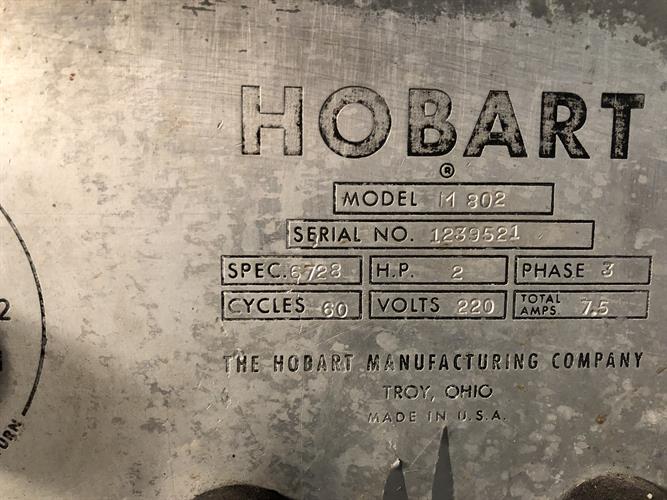 HOBART
®
MODEL M 802
SERIAL NO. 1239521
SPEC. 6728 H.P. 2 PHASE 3
CYCLES 60 VOLTS 220 TOTAL AMPS. 7.5
THE HOBART MANUFACTURING COMPANY
TROY, OHIO
MADE IN U.S.A.
2